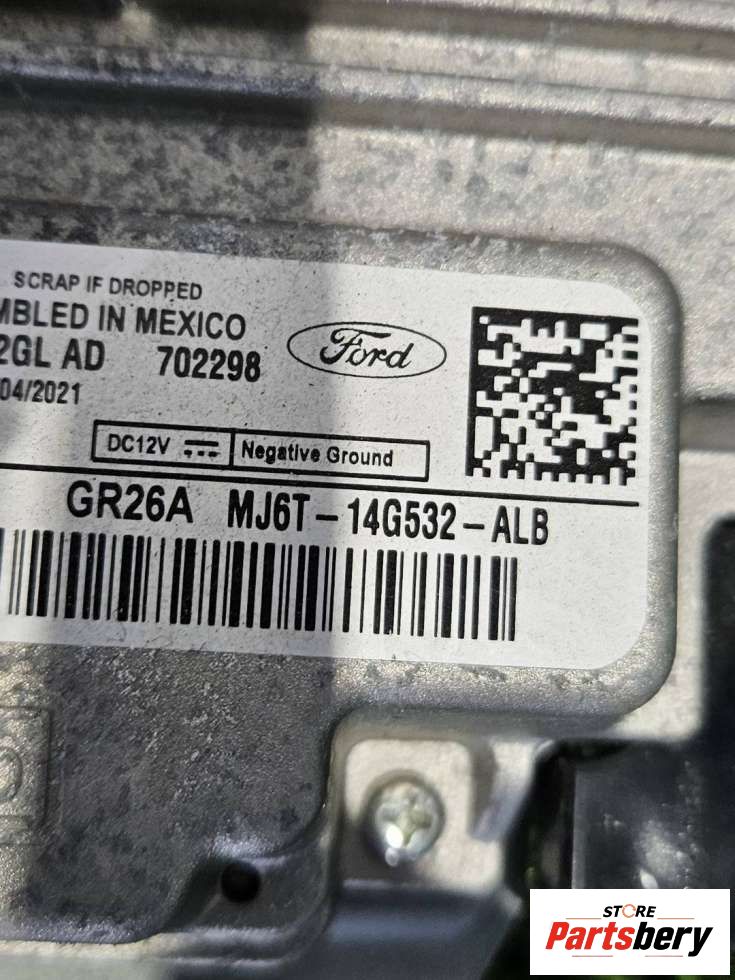 SCRAP IF DROPPED
MBLED IN MEXICO
2GL AD 702298
Ford
04/2021
DC12V
Negative Ground
GR26A MJ6T-14G532-ALB
STORE
Partsbery